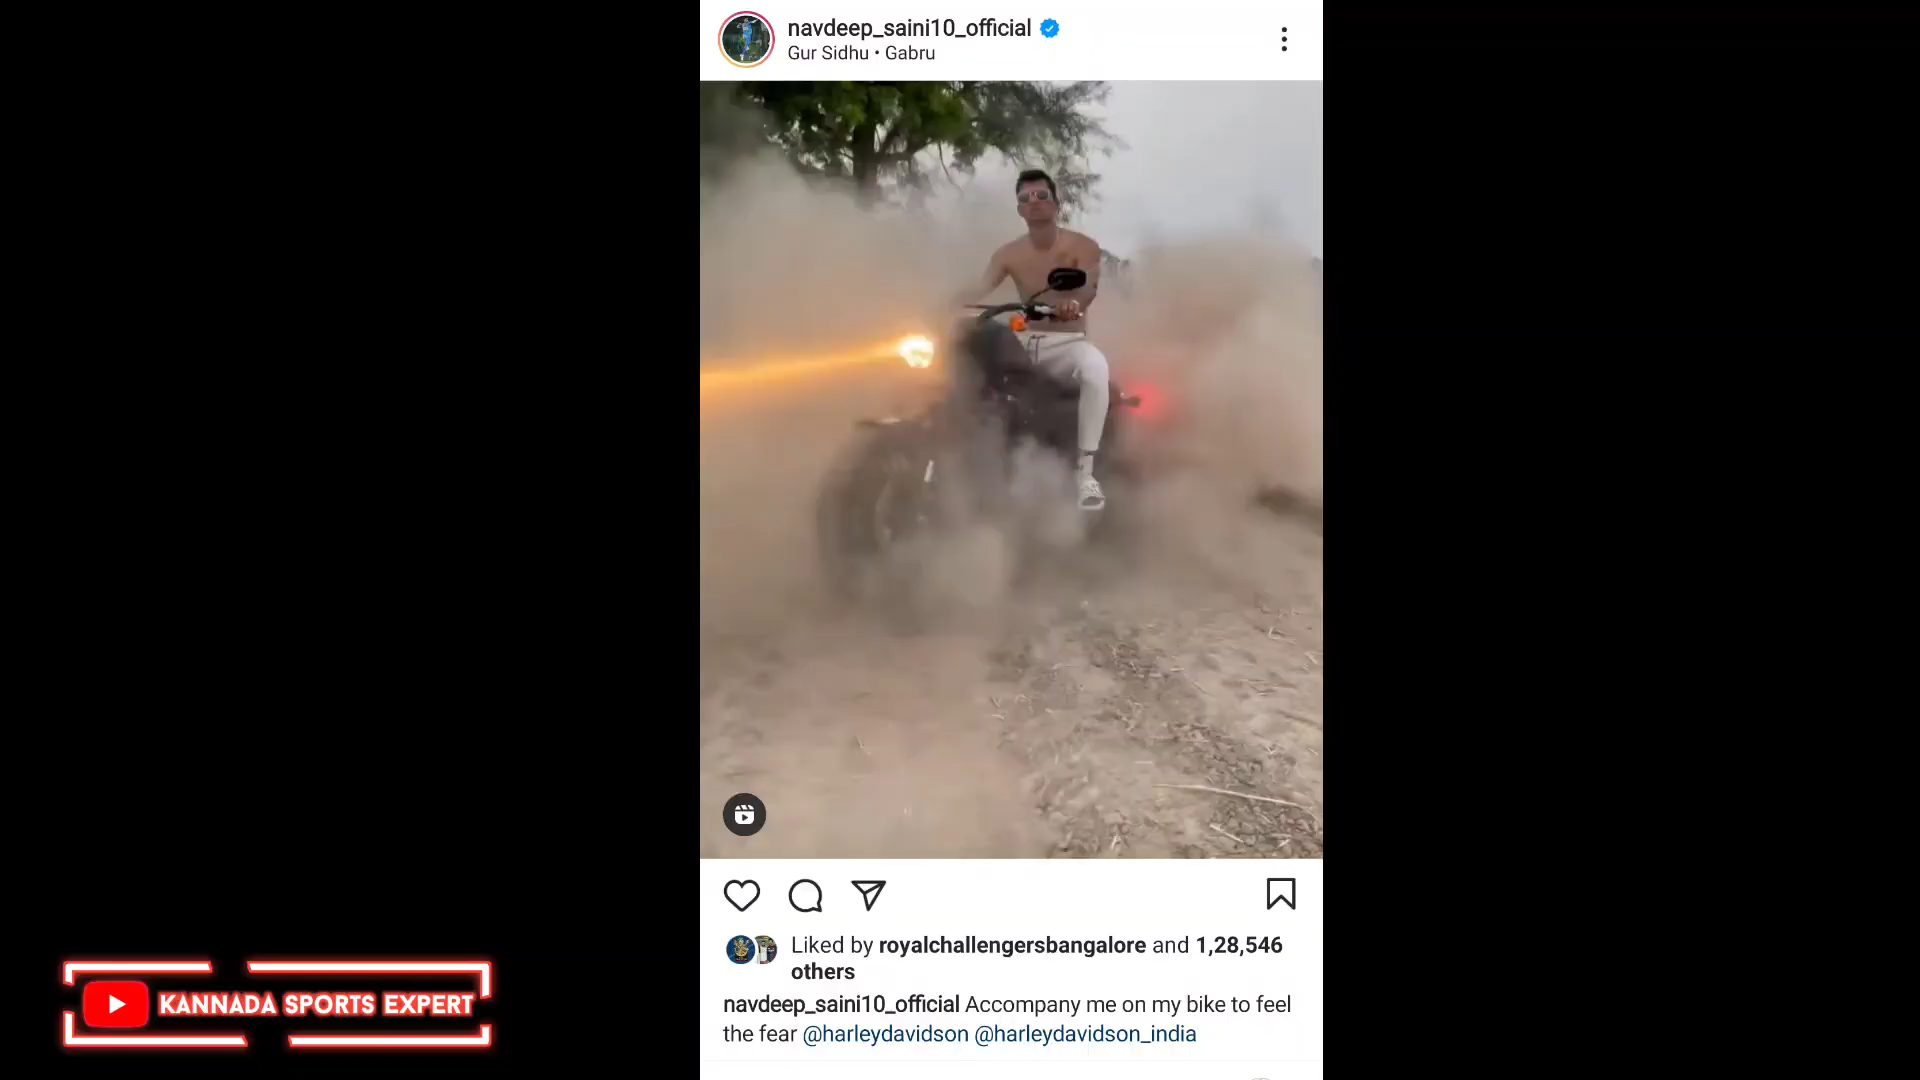 navdeep_saini10_official
Gur Sidhu • Gabru
Liked by royalchallengersbangalore and 1,28,546
others
navdeep_saini10_official Accompany me on my bike to feel
the fear @harleydavidson @harleydavidson_india
KANNADA SPORTS EXPERT